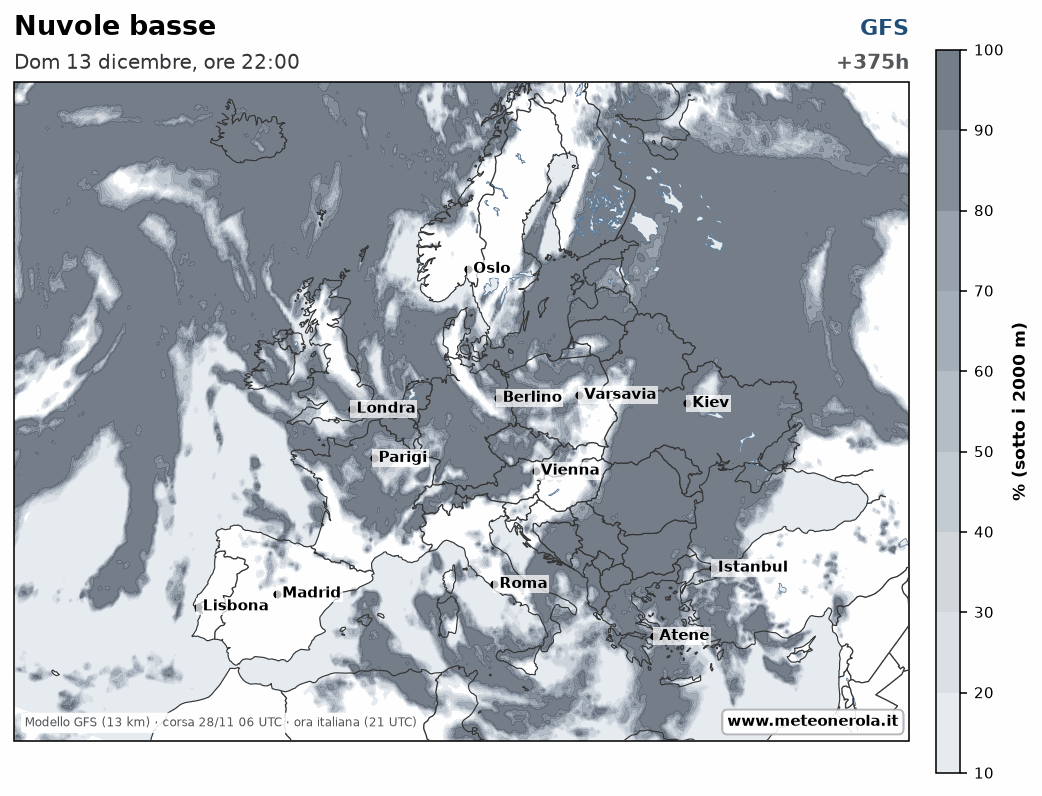 Nuvole basse
GFS
Dom 13 dicembre, ore 22:00
+375h
100
90
80
70
60
50
40
30
20
10
% (sotto i 2000 m)
Oslo
Londra
Berlino
Varsavia
Kiev
Parigi
Vienna
Istanbul
Roma
Madrid
Lisbona
Atene
Modello GFS (13 km) · corsa 28/11 06 UTC · ora italiana (21 UTC)
www.meteonerola.it